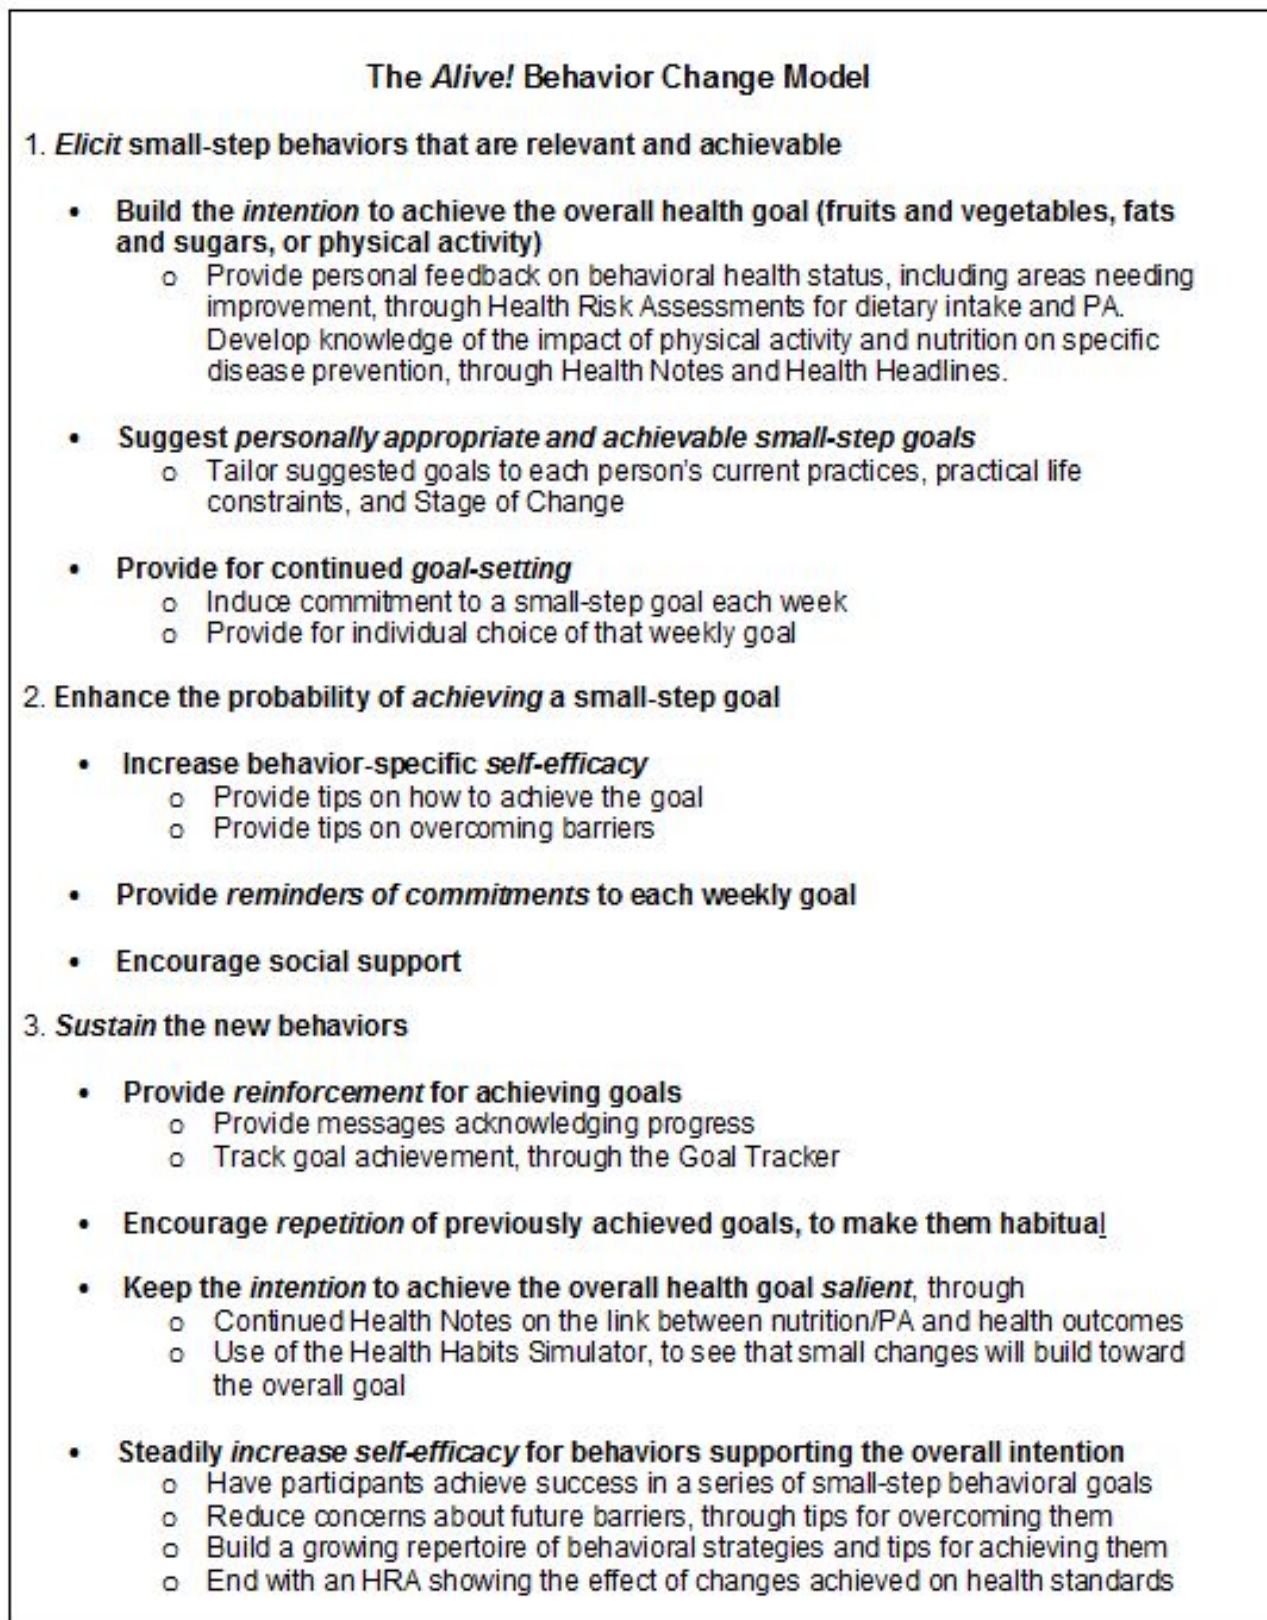 The Alive! Behavior Change Model
1. Elicit small-step behaviors that are relevant and achievable
• Build the intention to achieve the overall health goal (fruits and vegetables, fats
and sugars, or physical activity)
o Provide personal feedback on behavioral health status, including areas needing
improvement, through Health Risk Assessments for dietary intake and PA.
Develop knowledge of the impact of physical activity and nutrition on specific
disease prevention, through Health Notes and Health Headlines.
• Suggest personally appropriate and achievable small-step goals
o Tailor suggested goals to each person's current practices, practical life
constraints, and Stage of Change
• Provide for continued goal-setting
o Induce commitment to a small-step goal each week
o Provide for individual choice of that weekly goal
2. Enhance the probability of achieving a small-step goal
• Increase behavior-specific self-efficacy
o Provide tips on how to achieve the goal
o Provide tips on overcoming barriers
• Provide reminders of commitments to each weekly goal
• Encourage social support
3. Sustain the new behaviors
• Provide reinforcement for achieving goals
o Provide messages acknowledging progress
o Track goal achievement, through the Goal Tracker
• Encourage repetition of previously achieved goals, to make them habitual
• Keep the intention to achieve the overall health goal salient, through
o Continued Health Notes on the link between nutrition/PA and health outcomes
o Use of the Health Habits Simulator, to see that small changes will build toward
the overall goal
• Steadily increase self-efficacy for behaviors supporting the overall intention
o Have participants achieve success in a series of small-step behavioral goals
o Reduce concerns about future barriers, through tips for overcoming them
o Build a growing repertoire of behavioral strategies and tips for achieving them
o End with an HRA showing the effect of changes achieved on health standards